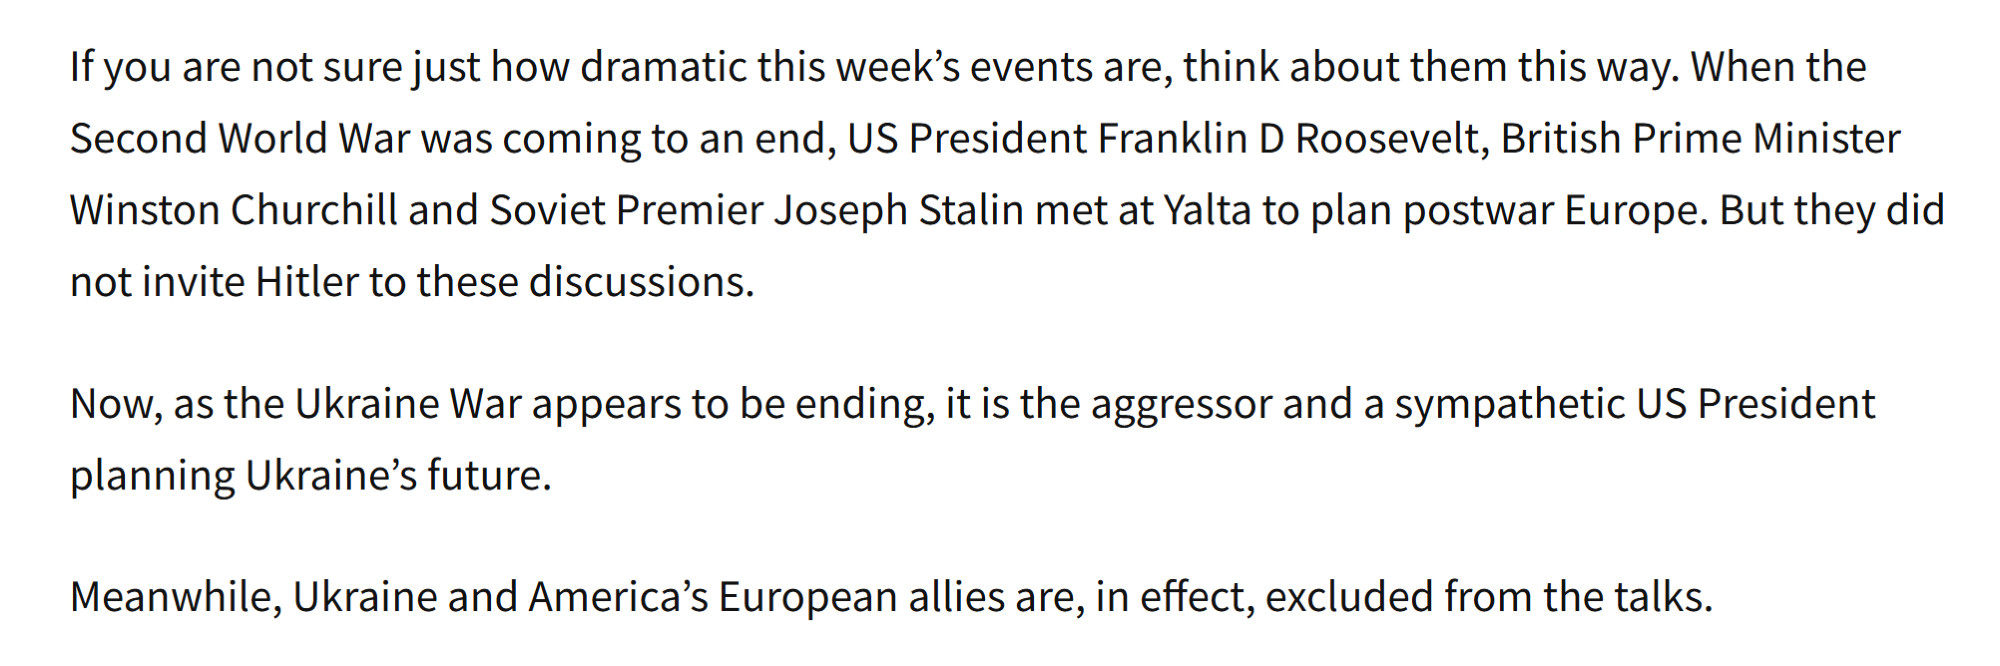 If you are not sure just how dramatic this week’s events are, think about them this way. When the
Second World War was coming to an end, US President Franklin D Roosevelt, British Prime Minister
Winston Churchill and Soviet Premier Joseph Stalin met at Yalta to plan postwar Europe. But they did
not invite Hitler to these discussions.
Now, as the Ukraine War appears to be ending, it is the aggressor and a sympathetic US President
planning Ukraine’s future.
Meanwhile, Ukraine and America’s European allies are, in effect, excluded from the talks.